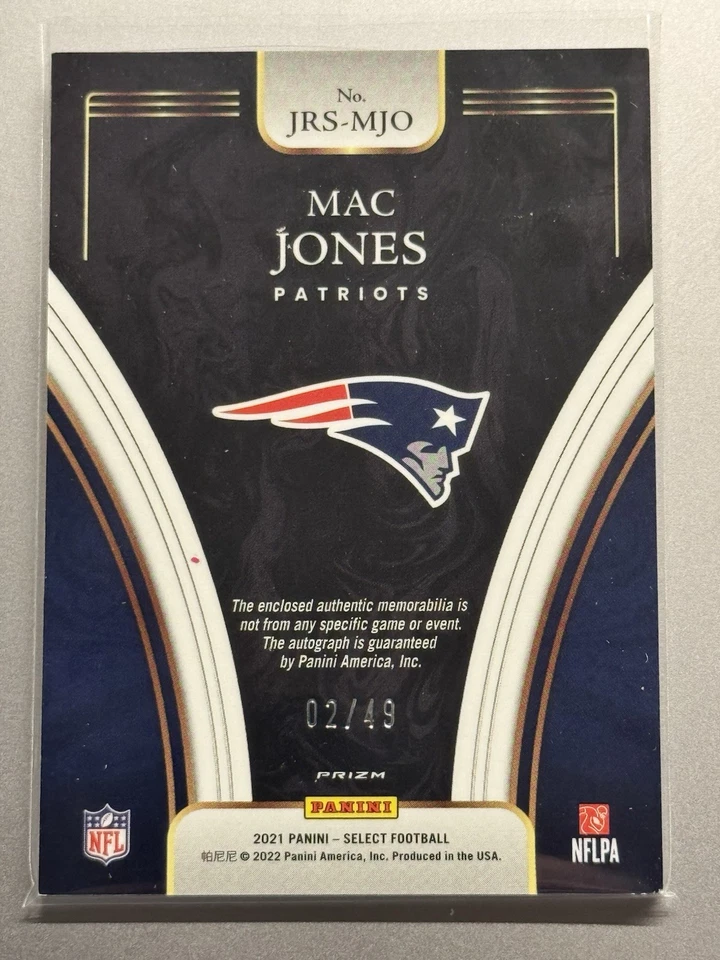 No.
JRS-MJO
MAC
JONES
PATRIOTS
The enclosed authentic memorabilia is
not from any specific game or event.
The autograph is guaranteed
by Panini America, Inc.
02/49
PRIZM
PANINI
2021 PANINI – SELECT FOOTBALL
帕尼尼 © 2022 Panini America, Inc. Produced in the USA.
NFL
NFLPA